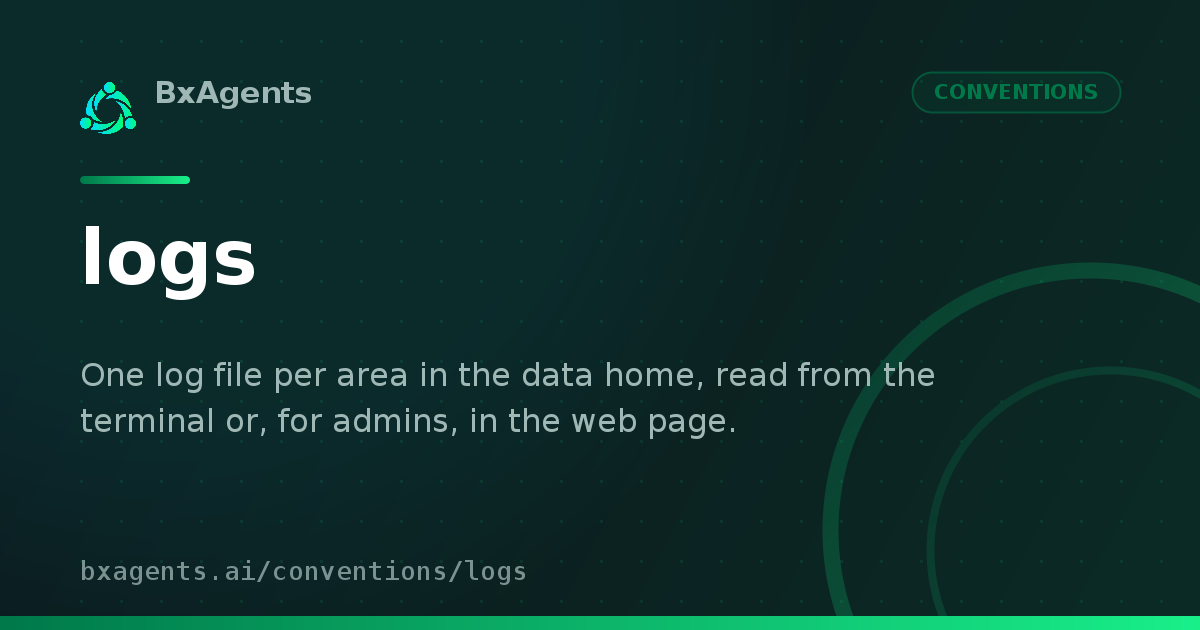 BxAgents
CONVENTIONS
logs
One log file per area in the data home, read from the
terminal or, for admins, in the web page.
bxagents.ai/conventions/logs